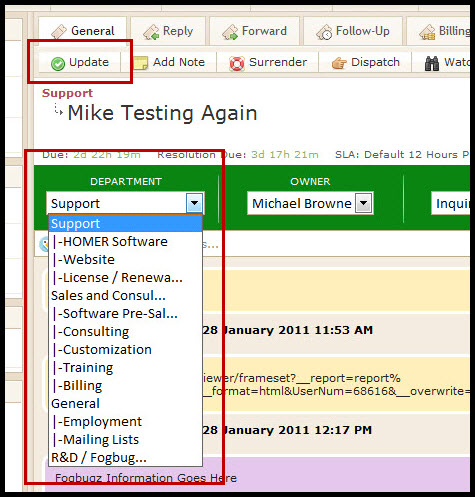 General Reply Forward Follow-Up Billing
Update Add Note Surrender Dispatch
Support
Mike Testing Again
Due: 2d 22h 19m Resolution Due: 3d 17h 21m SLA: Default 12 Hours P
DEPARTMENT OWNER
Support Michael Browne Inqui
Support
|-HOMER Software
|-Website
|-License / Renewa...
Sales and Consul...
|-Software Pre-Sal...
|-Consulting
28 January 2011 11:53 AM
|-Customization
|-Training
iewer/frameset?__report=report%
|-Billing
_format=html&UserNum=68616&__overwrite=
General
|-Employment
28 January 2011 12:17 PM
|-Mailing Lists
R&D / Fogbug...
Fogbugz Information Goes Here